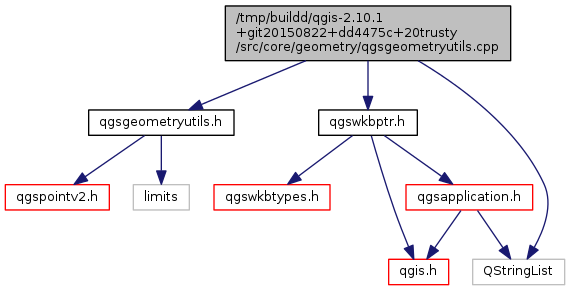 /tmp/buildd/qgis-2.10.1
+git20150822+dd4475c+20trusty
/src/core/geometry/qgsgeometryutils.cpp
qgsgeometryutils.h
qgswkbptr.h
qgspointv2.h
limits
qgswkbtypes.h
qgsapplication.h
qgis.h
QStringList